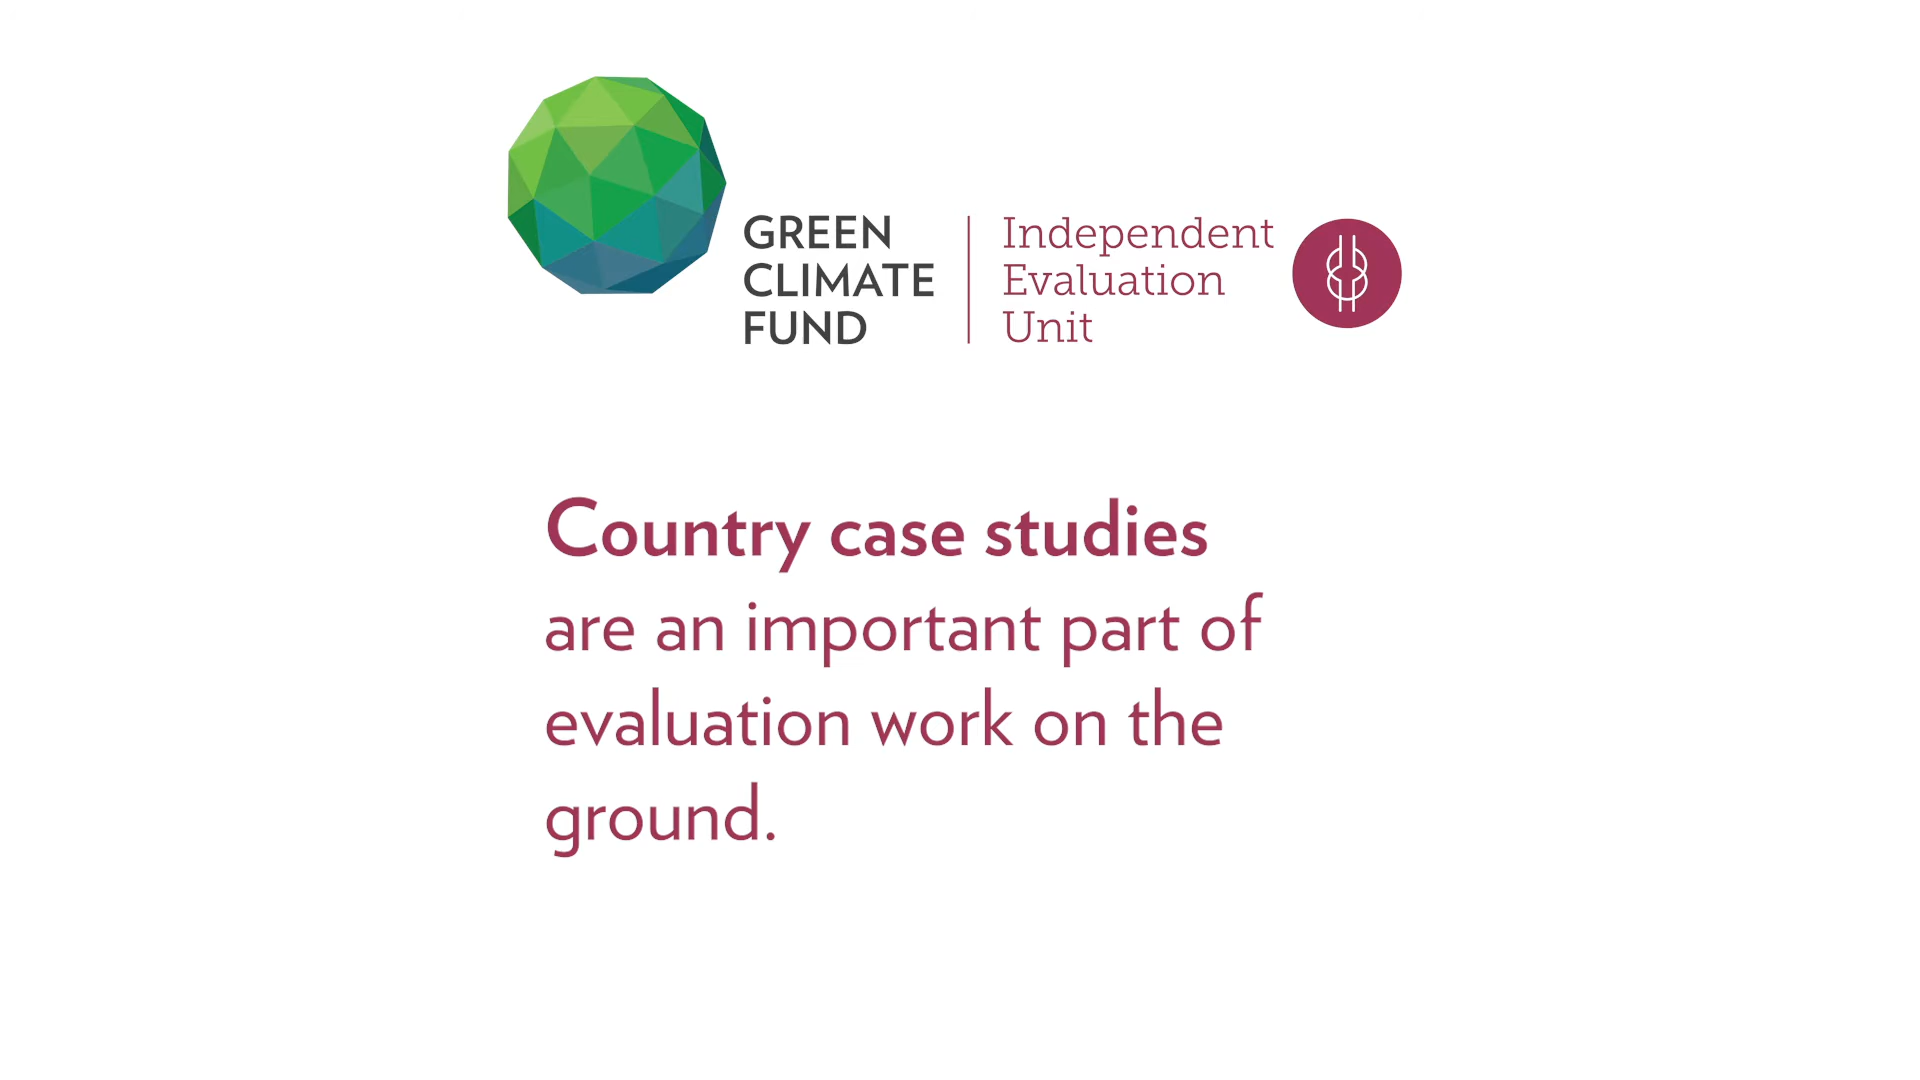 GREEN
CLIMATE
FUND
Independent
Evaluation
Unit
Country case studies
are an important part of
evaluation work on the
ground.